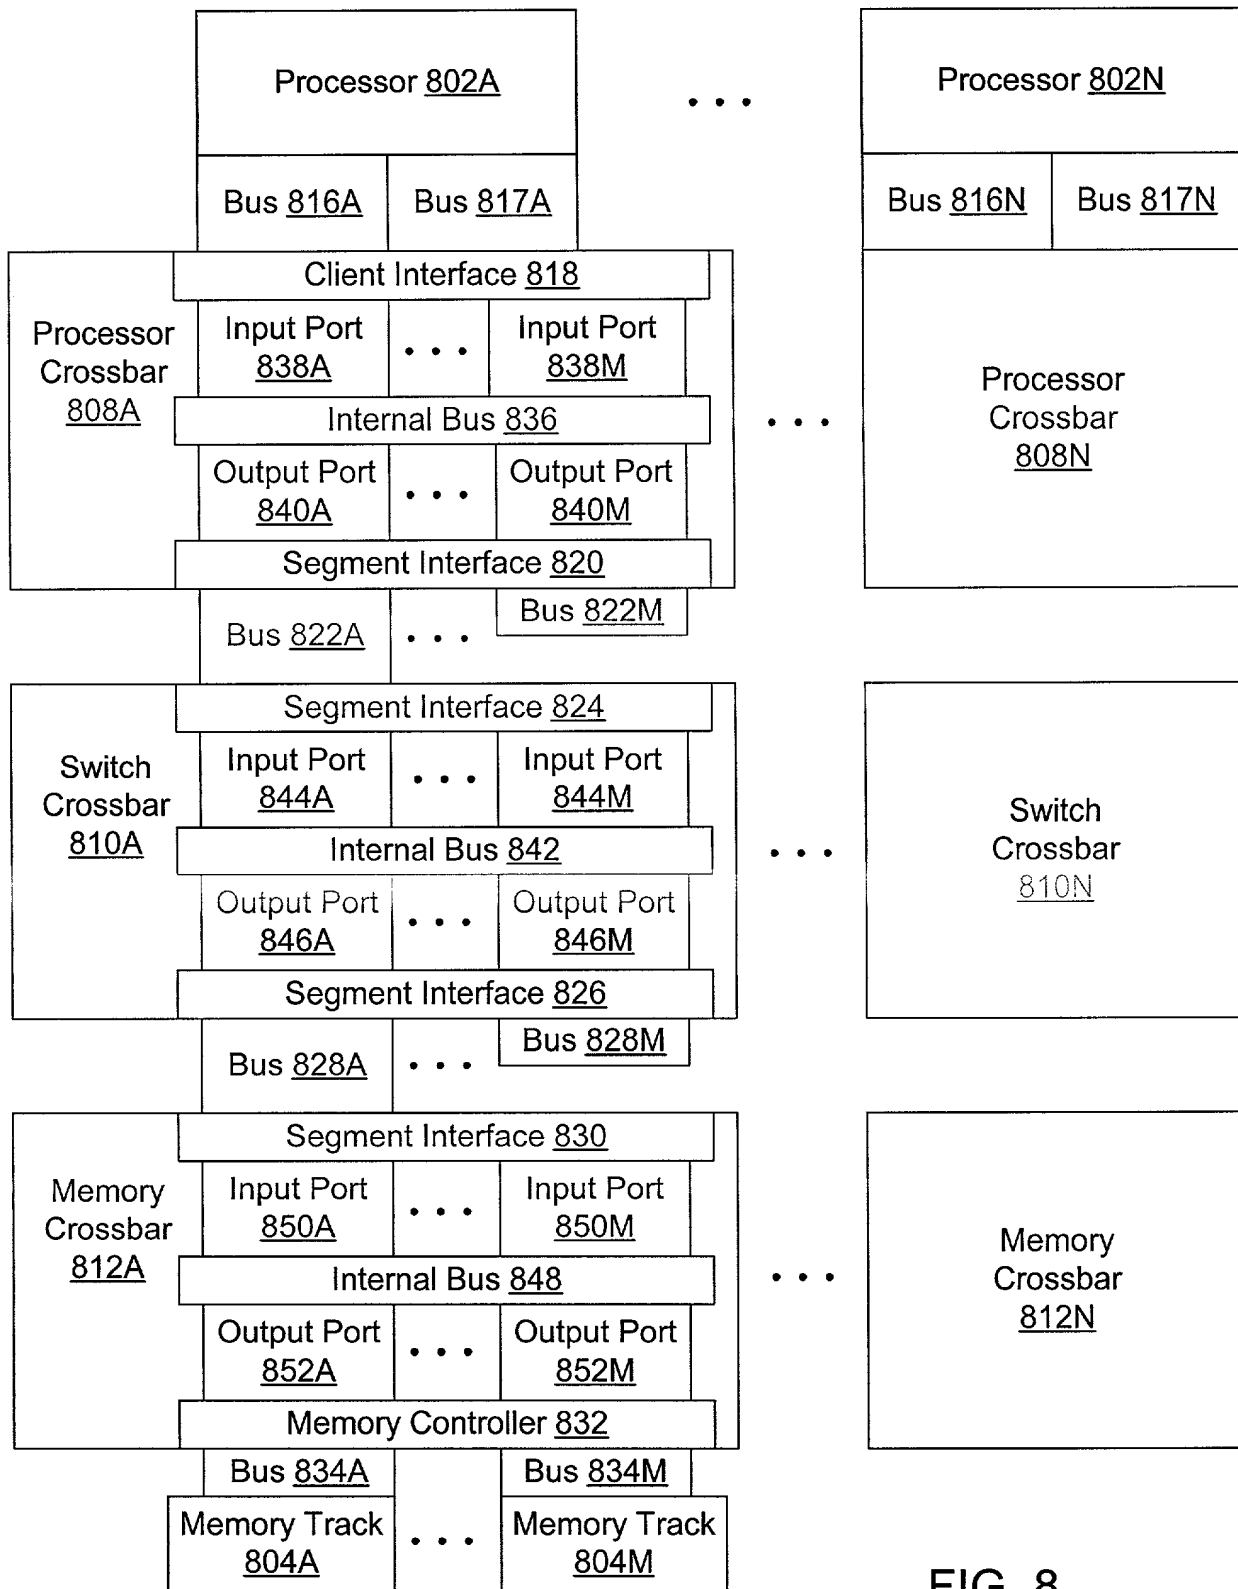 Processor 802A
Processor 802N
Bus 816A
Bus 817A
Bus 816N
Bus 817N
Client Interface 818
Processor
Crossbar
808A
Input Port
838A
Input Port
838M
Internal Bus 836
Output Port
840A
Output Port
840M
Segment Interface 820
Processor
Crossbar
808N
Bus 822A
Bus 822M
Segment Interface 824
Switch
Crossbar
810A
Input Port
844A
Input Port
844M
Internal Bus 842
Output Port
846A
Output Port
846M
Segment Interface 826
Switch
Crossbar
810N
Bus 828A
Bus 828M
Segment Interface 830
Memory
Crossbar
812A
Input Port
850A
Input Port
850M
Internal Bus 848
Output Port
852A
Output Port
852M
Memory Controller 832
Memory
Crossbar
812N
Bus 834A
Bus 834M
Memory Track
804A
Memory Track
804M
FIG. 8